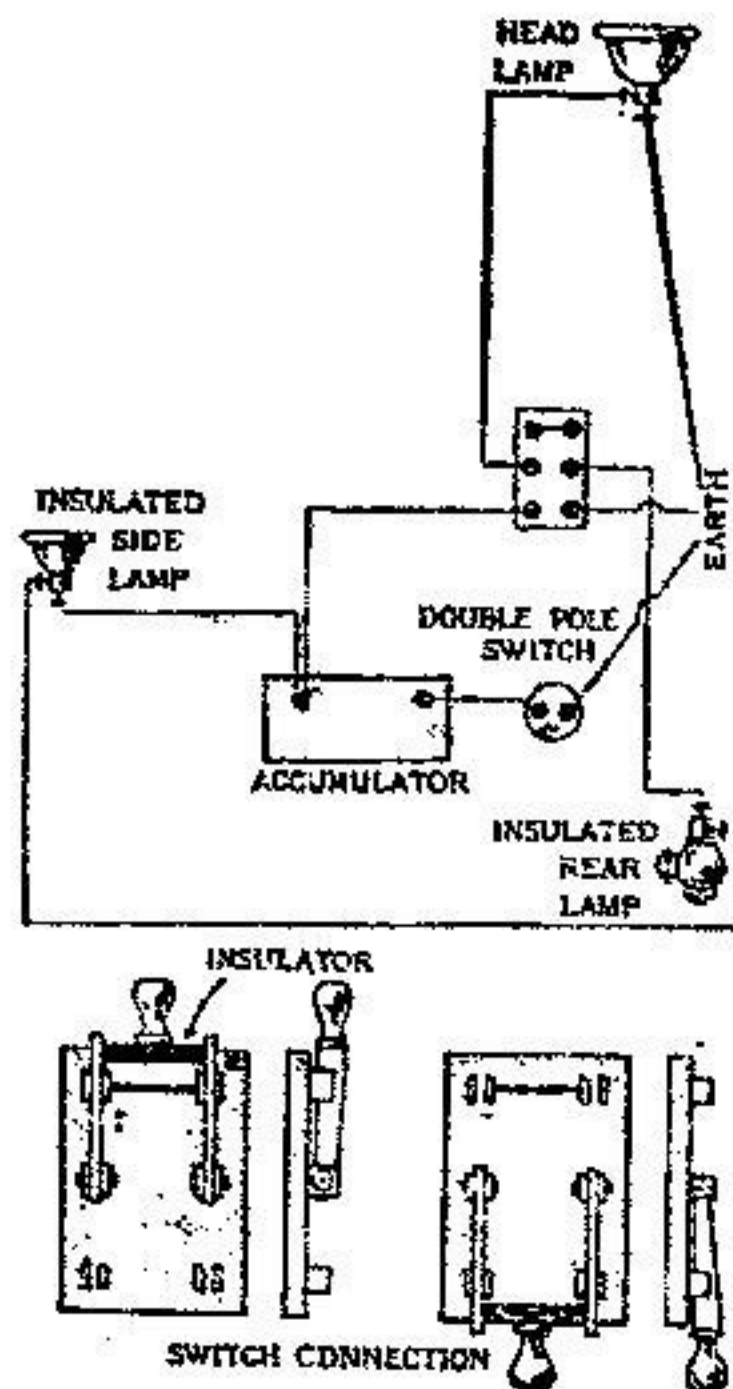 HEAD
LAMP
INSULATED
SIDE
LAMP
EARTH
DOUBLE POLE
SWITCH
ACCUMULATOR
INSULATED
REAR
LAMP
INSULATOR
SWITCH CONNECTION